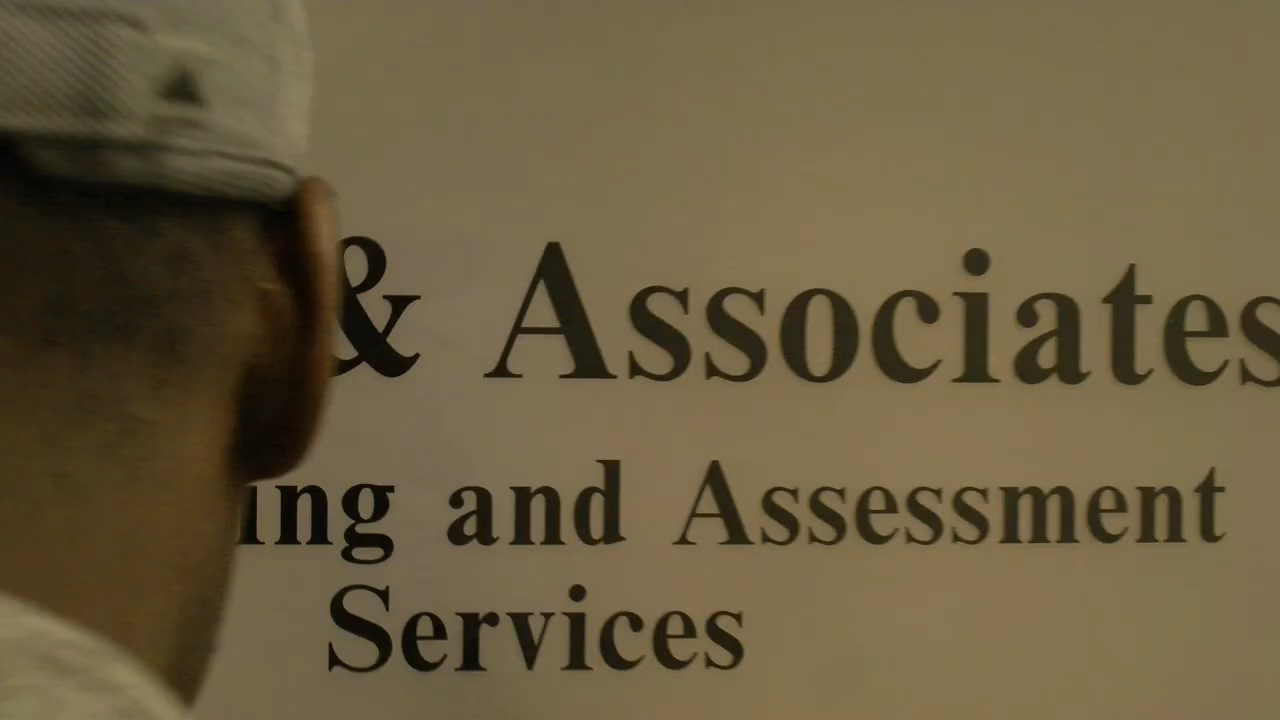 & Associates
ing and Assessment
Services